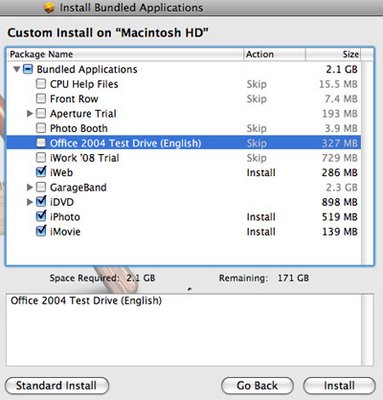 Install Bundled Applications
Custom Install on “Macintosh HD”
Package Name Action Size
Bundled Applications 2.1 GB
CPU Help Files Skip 15.5 MB
Front Row Skip 7.4 MB
Aperture Trial 193 MB
Photo Booth Skip 3.9 MB
Office 2004 Test Drive (English) Skip 327 MB
iWork '08 Trial Skip 729 MB
iWeb Install 286 MB
GarageBand 2.3 GB
iDVD 898 MB
iPhoto Install 519 MB
iMovie Install 139 MB
Space Required: 2.1 GB Remaining: 171 GB
Office 2004 Test Drive (English)
Standard Install Go Back Install